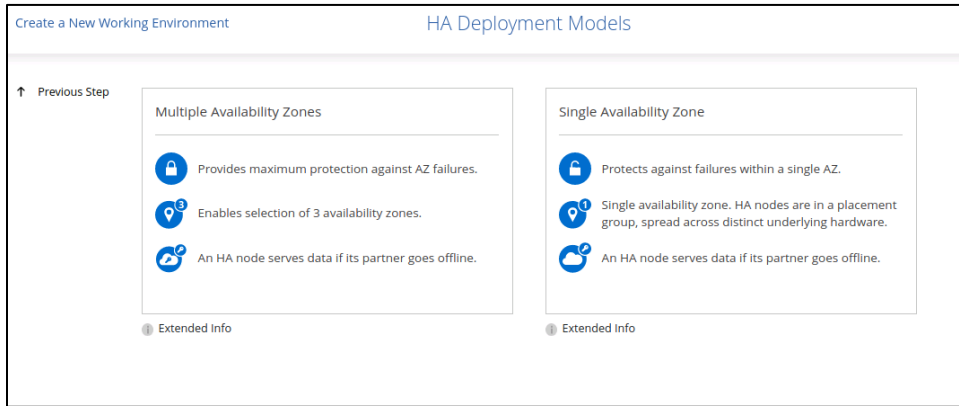 Create a New Working Environment
HA Deployment Models
↑ Previous Step
Multiple Availability Zones
Provides maximum protection against AZ failures.
3
Enables selection of 3 availability zones.
An HA node serves data if its partner goes offline.
i Extended Info
Single Availability Zone
Protects against failures within a single AZ.
1
Single availability zone. HA nodes are in a placement
group, spread across distinct underlying hardware.
An HA node serves data if its partner goes offline.
i Extended Info